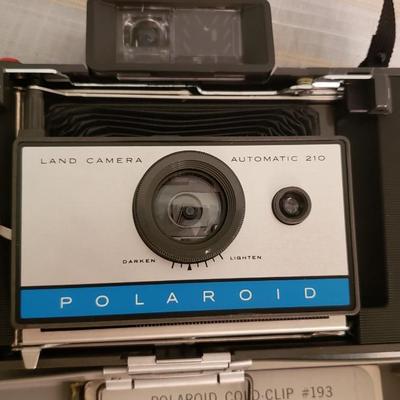 LAND CAMERA AUTOMATIC 210
DARKEN LIGHTEN
POLAROID
POLAROID COLD-CLIP #193